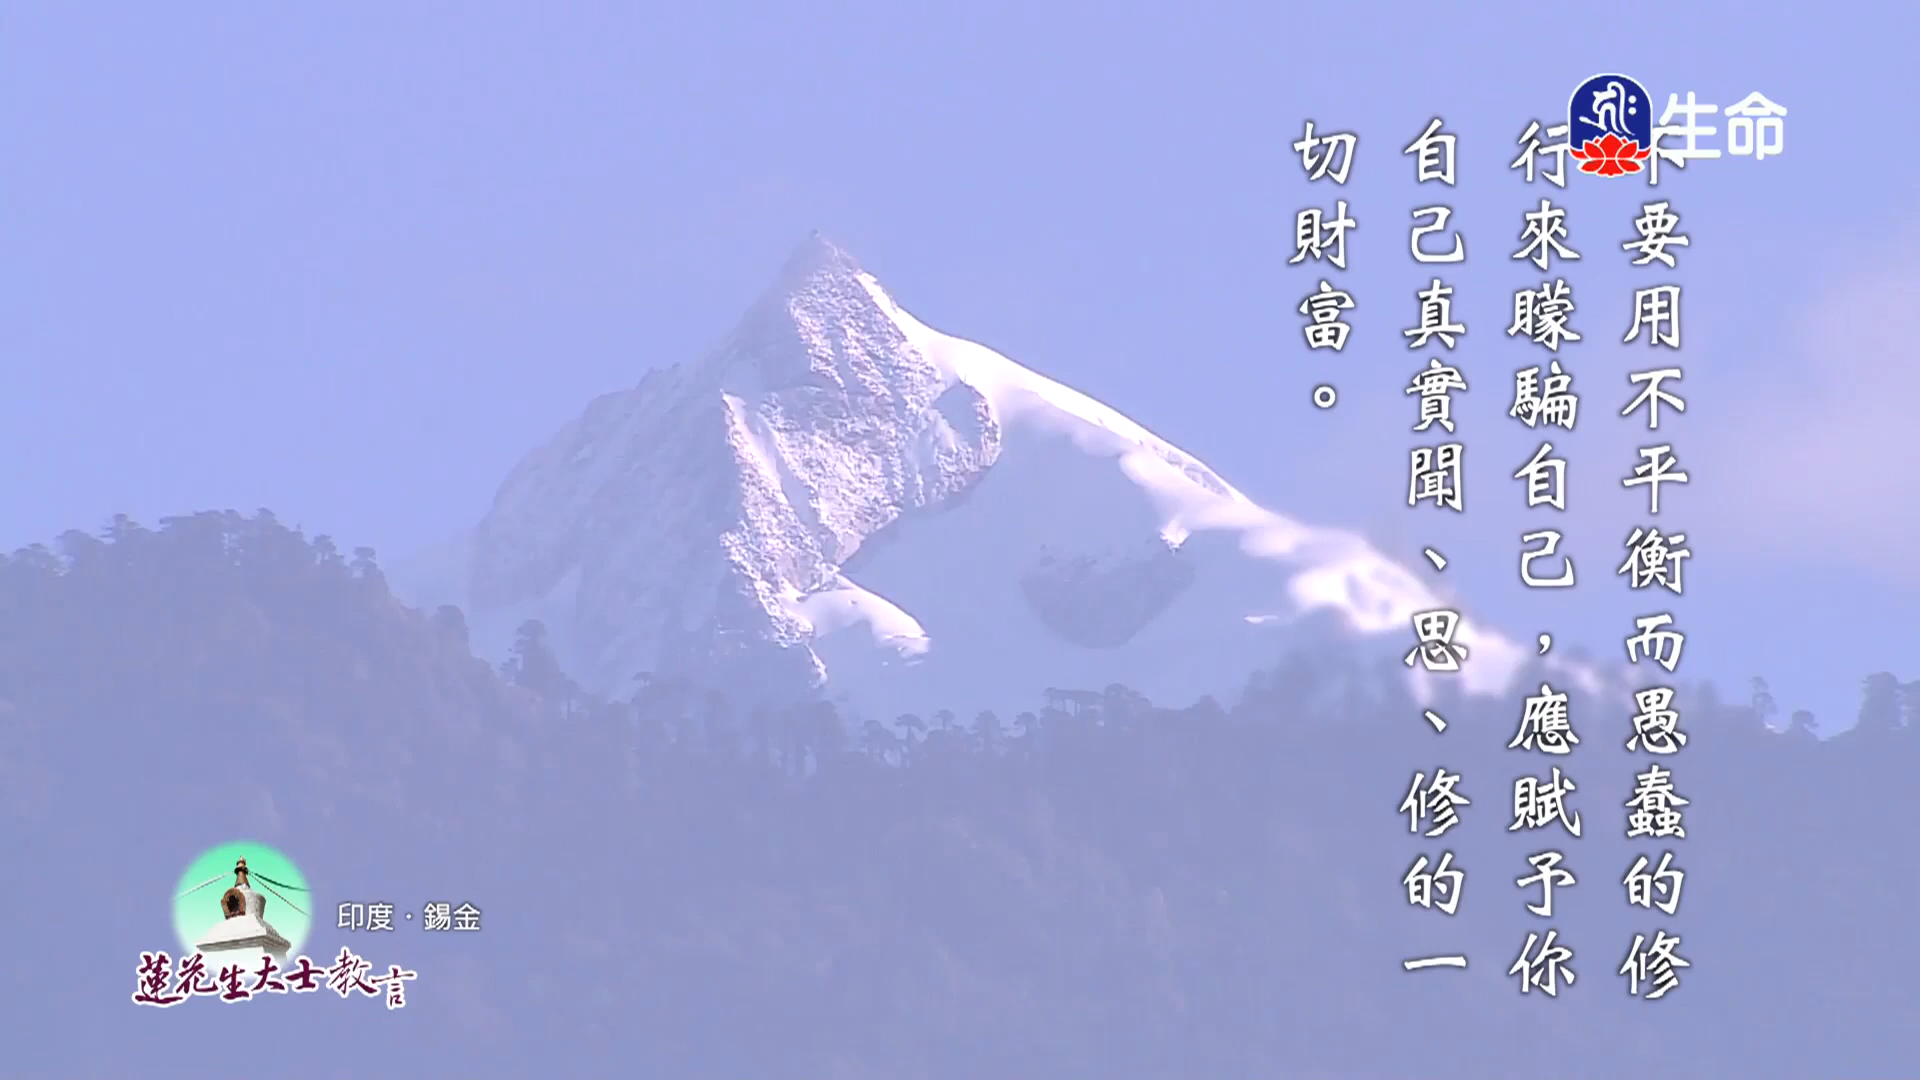 生命
不要用不平衡而愚蠢的修
行來矇騙自己，應賦予你
自己真實聞、思、修的一
切財富。
印度·錫金
蓮花生大士教言